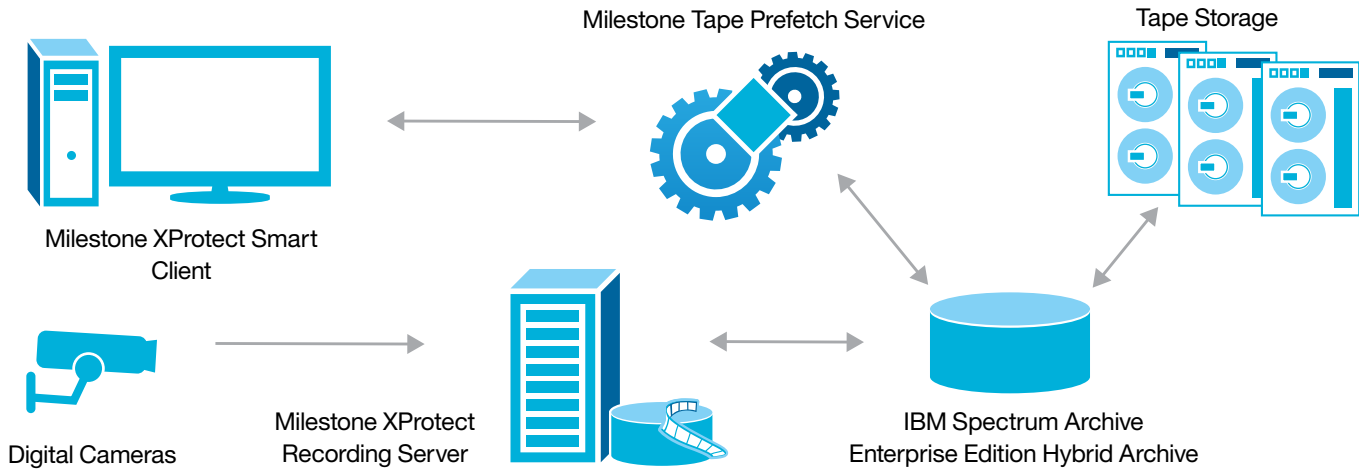 Milestone Tape Prefetch Service
Tape Storage
Milestone XProtect Smart
Client
Digital Cameras
Milestone XProtect
Recording Server
IBM Spectrum Archive
Enterprise Edition Hybrid Archive